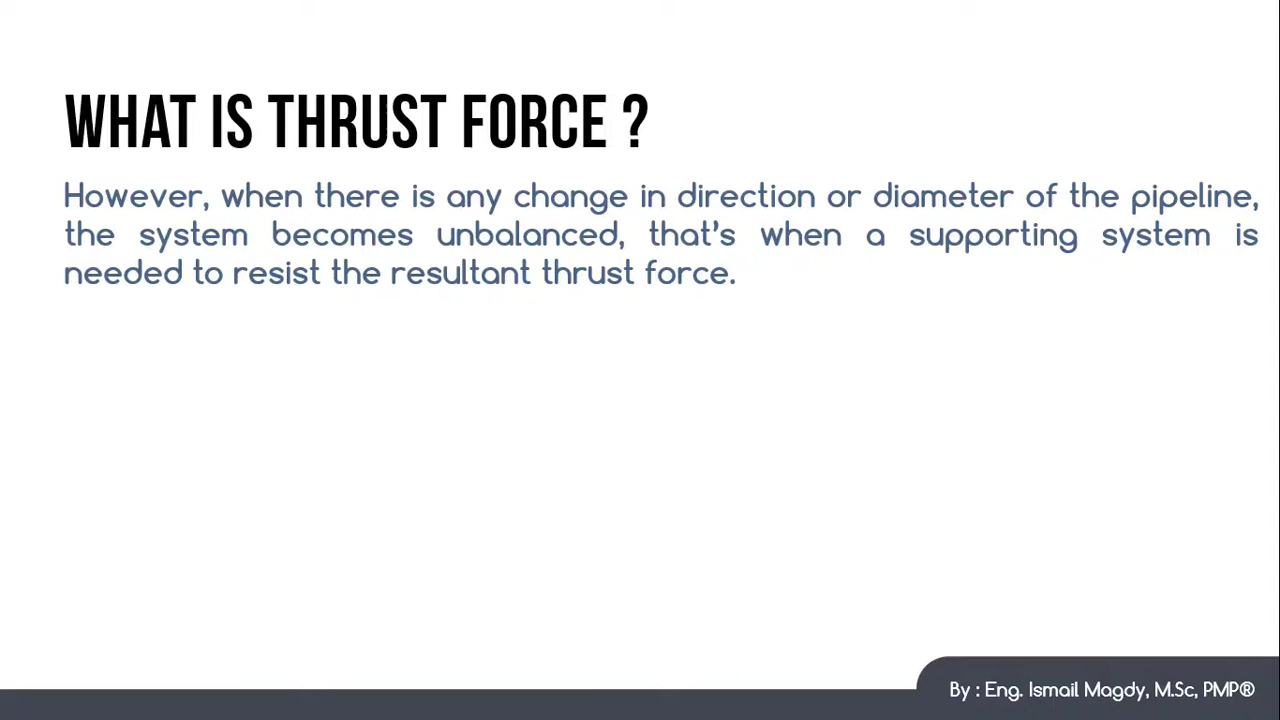 WHAT IS THRUST FORCE ?
However, when there is any change in direction or diameter of the pipeline,
the system becomes unbalanced, that's when a supporting system is
needed to resist the resultant thrust force.
By : Eng. Ismail Magdy, M.Sc, PMP®